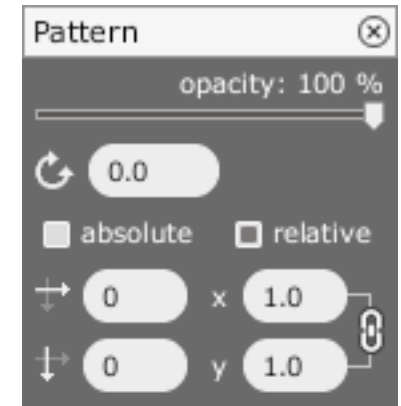 Pattern
opacity: 100 %
0.0
absolute relative
0 x 1.0
0 y 1.0